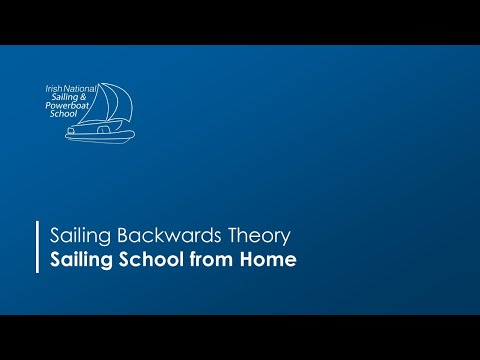 Irish National
Sailing &
Powerboat
School
Sailing Backwards Theory
Sailing School from Home